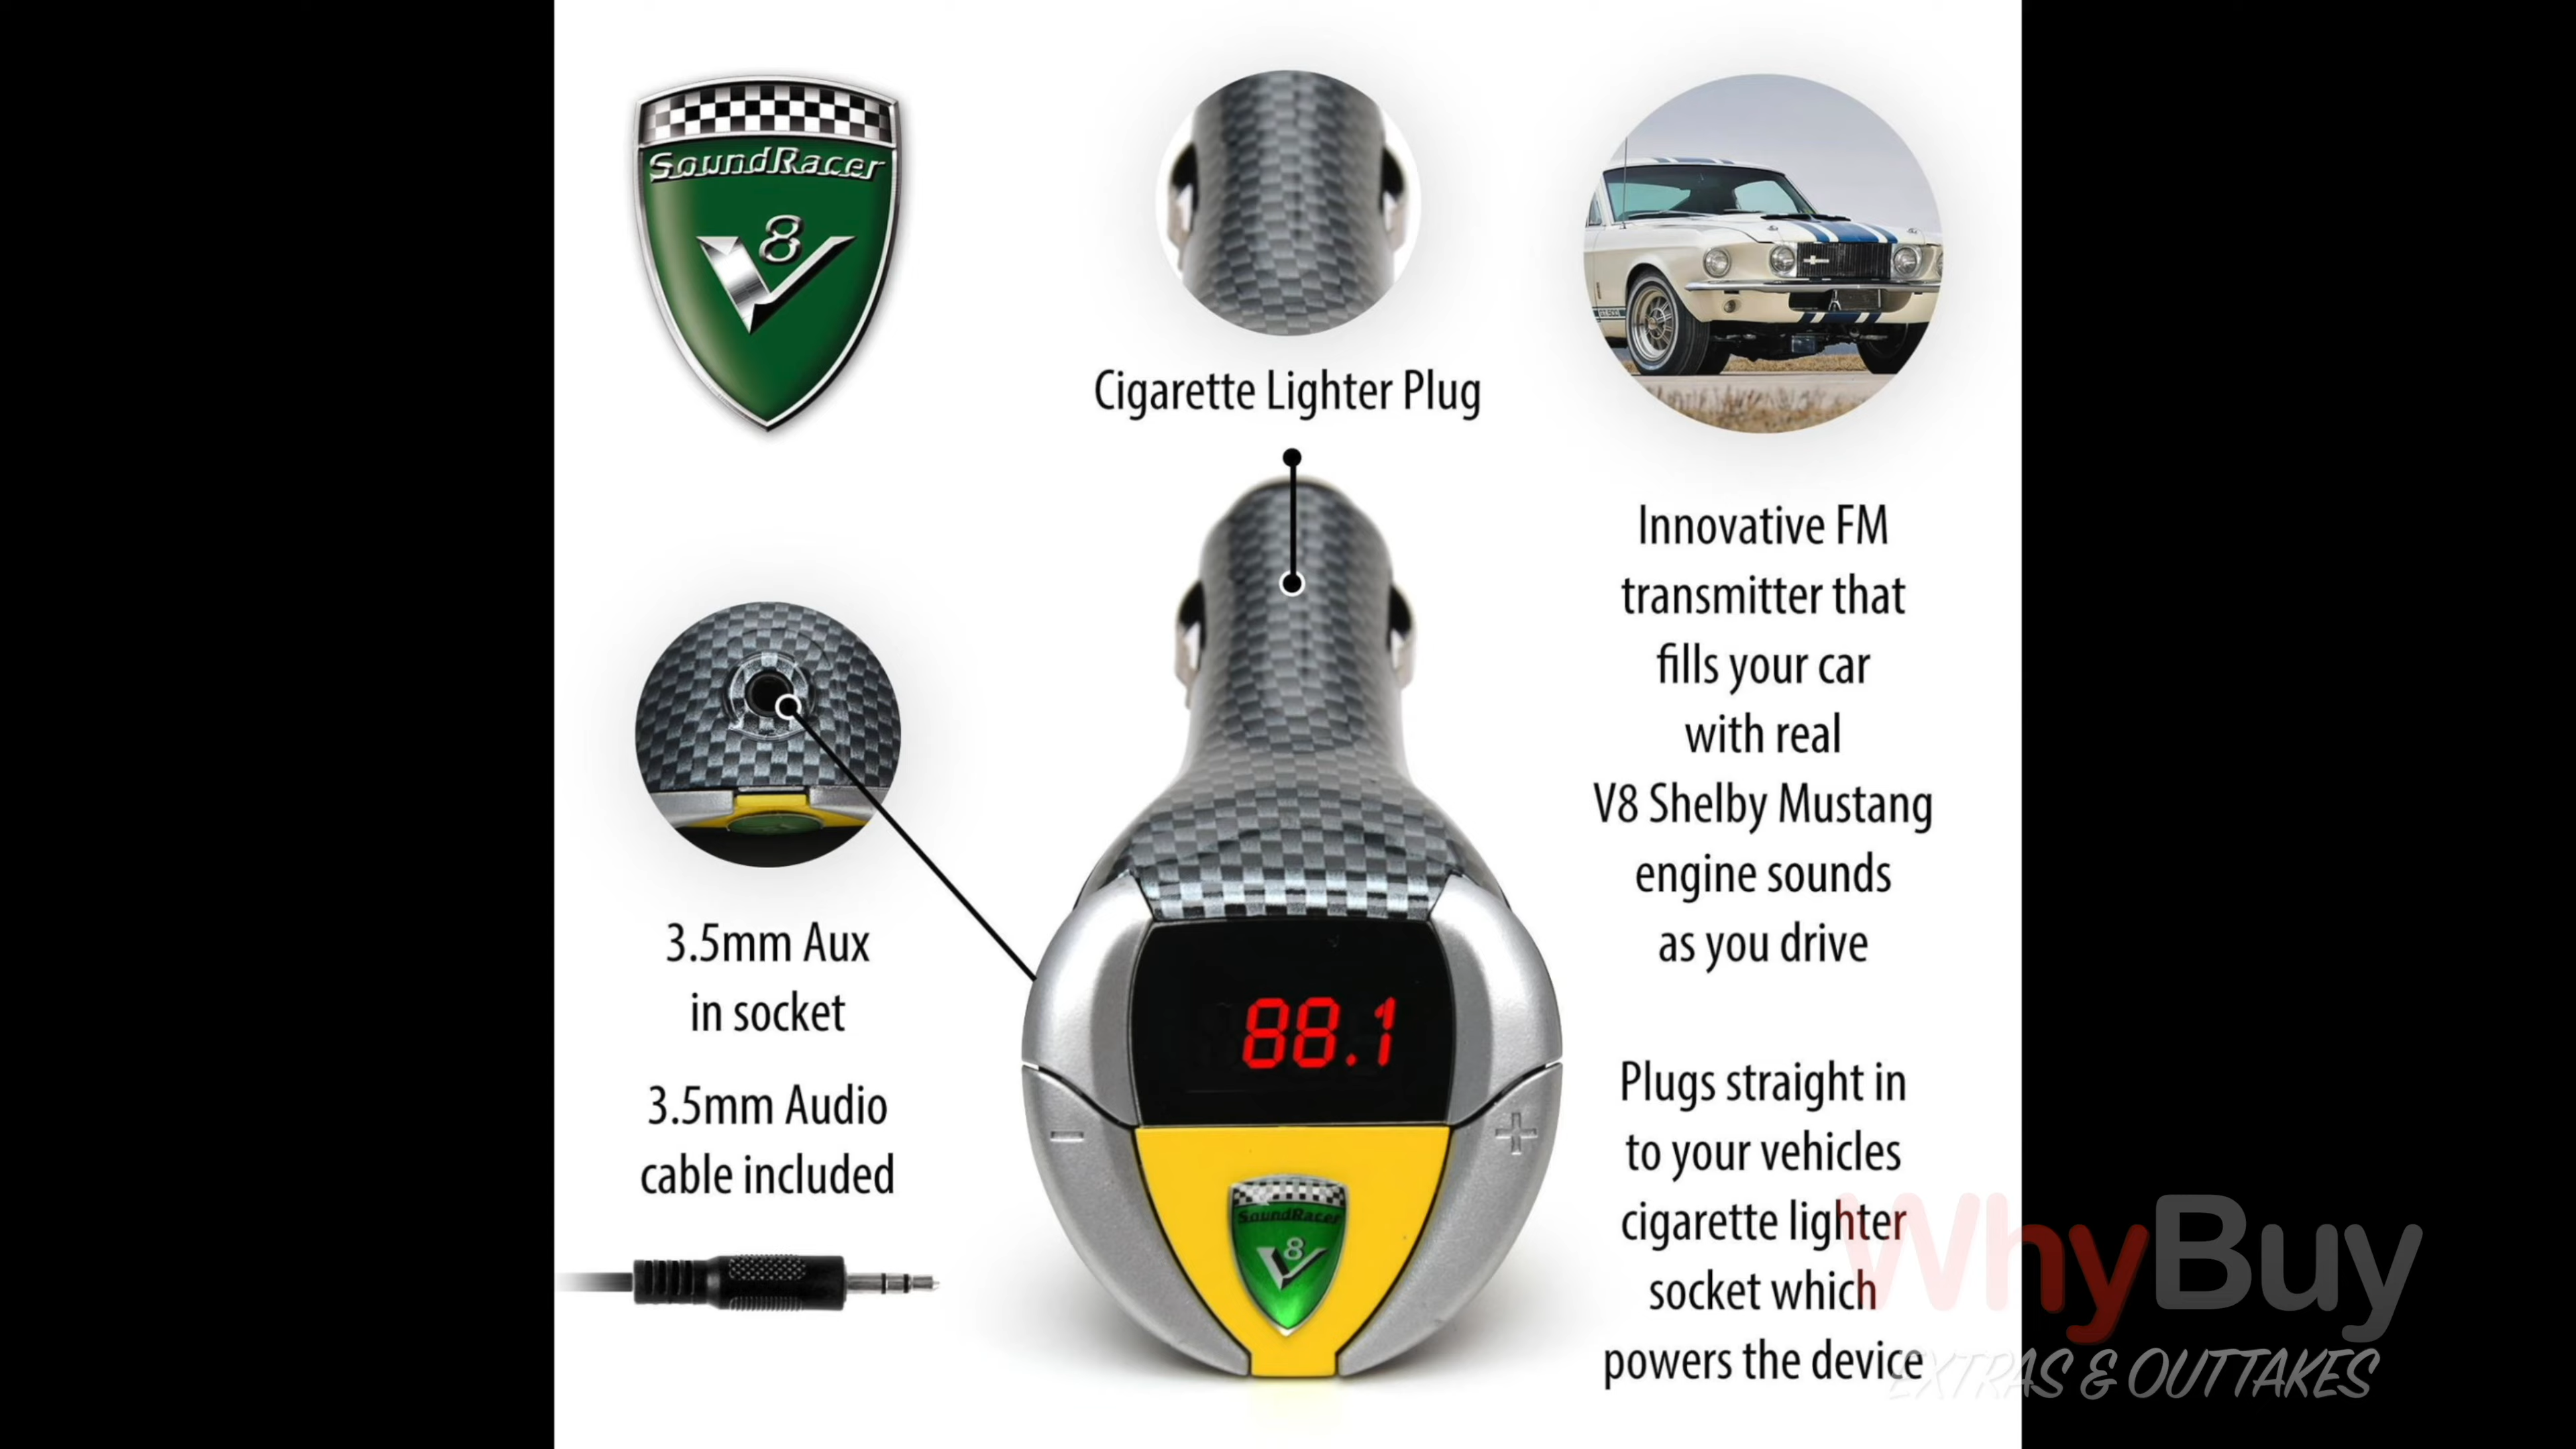 SoundRacer
V8
Cigarette Lighter Plug
Innovative FM
transmitter that
fills your car
with real
V8 Shelby Mustang
engine sounds
as you drive
3.5mm Aux
in socket
3.5mm Audio
cable included
88.1
SoundRacer
V8
Plugs straight in
to your vehicles
cigarette lighter
socket which
powers the device
WhyBuy
EXTRAS & OUTTAKES